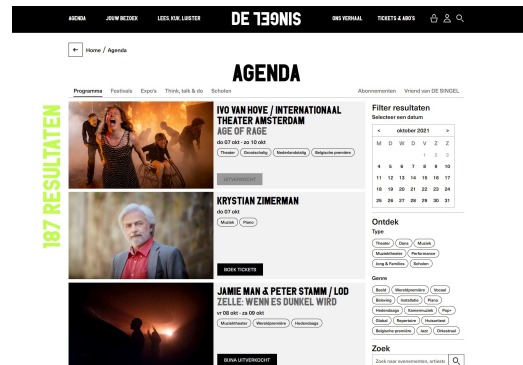 AGENDA JOUW BEZOEK LEES, KIJK, LUISTER DE SINGEL ONS VERHAAL TICKETS & ABO'S
← Home / Agenda
AGENDA
Programma Festivals Expo's Think, talk & do Scholen Abonnementen Vriend van DE SINGEL
187 RESULTATEN
IVO VAN HOVE / INTERNATIONAAL
THEATER AMSTERDAM
AGE OF RAGE
do 07 okt - zo 10 okt
Theater Grootschalig Nederlandstalig Belgische première
UITVERKOCHT
KRYSTIAN ZIMERMAN
do 07 okt
Muziek Piano
BOEK TICKETS
JAMIE MAN & PETER STAMM / LOD
ZELLE: WENN ES DUNKEL WIRD
vr 08 okt - za 09 okt
Muziektheater Wereldpremière Hedendaags
BIJNA UITVERKOCHT
Filter resultaten
Selecteer een datum
< oktober 2021 >
M D W D V Z Z
1 2 3
4 5 6 7 8 9 10
11 12 13 14 15 16 17
18 19 20 21 22 23 24
25 26 27 28 29 30 31
Ontdek
Type
Theater Dans Muziek
Muziektheater Performance
Jong & Families Scholen
Genre
Beeld Wereldpremière Vocaal
Beleving Installatie Piano
Hedendaags Kamermuziek Pop+
Global Repertoire Huisartiest
Belgische première Jazz Orkestraal
Zoek
Zoek naar evenementen, artiesten